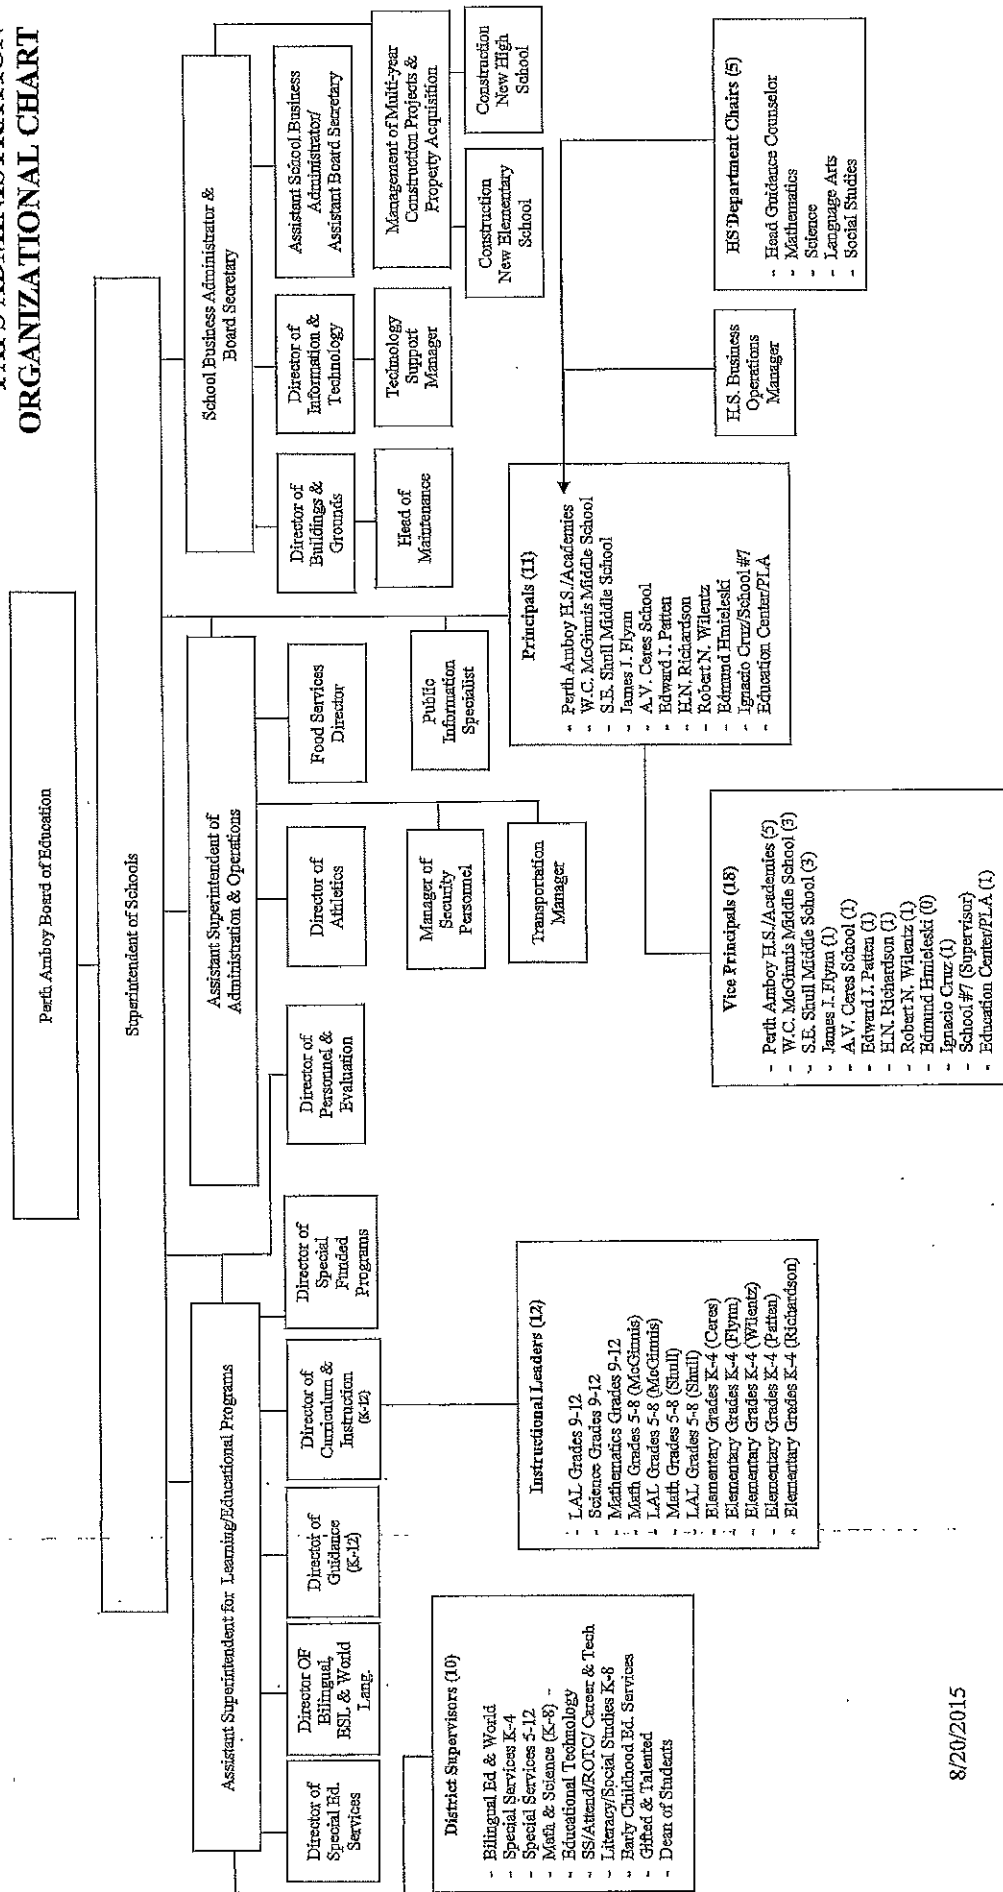 ORGANIZATIONAL CHART
Perth Amboy Board of Education
Superintendent of Schools
Assistant Superintendent for Learning/Educational Programs
Assistant Superintendent of
Administration & Operations
School Business Administrator &
Board Secretary
Director of
Special Ed.
Services
Director OF
Bilingual,
ESL & World
Lang.
Director of
Guidance
(K-12)
Director of
Curriculum &
Instruction
(K-12)
Director of
Special
Funded
Programs
Director of
Personnel &
Evaluation
Director of
Athletics
Food Services
Director
Director of
Buildings &
Grounds
Director of
Information &
Technology
Assistant School Business
Administrator/
Assistant Board Secretary
Manager of
Security
Personnel
Public
Information
Specialist
Head of
Maintenance
Technology
Support
Manager
Management of Multi-year
Construction Projects &
Property Acquisition
Transportation
Manager
Construction
New Elementary
School
Construction
New High
School
District Supervisors (10)
- Bilingual Ed & World
- Special Services K-4
- Special Services 5-12
- Math & Science (K-8) -
- Educational Technology
- SS/Attend/ROTC/ Career & Tech
- Literacy/Social Studies K-8
- Early Childhood Ed. Services
- Gifted & Talented
- Dean of Students
Instructional Leaders (12)
- LAL Grades 9-12
- Science Grades 9-12
- Mathematics Grades 9-12
- Math Grades 5-8 (McGinnis)
- LAL Grades 5-8 (McGinnis)
- Math Grades 5-8 (Shull)
- LAL Grades 5-8 (Shull)
- Elementary Grades K-4 (Ceres)
- Elementary Grades K-4 (Flynn)
- Elementary Grades K-4 (Wilentz)
- Elementary Grades K-4 (Patten)
- Elementary Grades K-4 (Richardson)
Principals (11)
- Perth Amboy H.S./Academies
- W.C. McGinnis Middle School
- S.E. Shull Middle School
- James J. Flynn
- A.V. Ceres School
- Edward J. Patten
- H.N. Richardson
- Robert N. Wilentz
- Edmund Hmieleski
- Ignacio Cruz/School #7
- Education Center/PLA
H.S. Business
Operations
Manager
HS Department Chairs (5)
- Head Guidance Counselor
- Mathematics
- Science
- Language Arts
- Social Studies
Vice Principals (18)
- Perth Amboy H.S./Academies (5)
- W.C. McGinnis Middle School (3)
- S.E. Shull Middle School (3)
- James J. Flynn (1)
- A.V. Ceres School (1)
- Edward J. Patten (1)
- H.N. Richardson (1)
- Robert N. Wilentz (1)
- Edmund Hmieleski (0)
- Ignacio Cruz (1)
- School #7 (Supervisor)
- Education Center/PLA (1)
8/20/2015